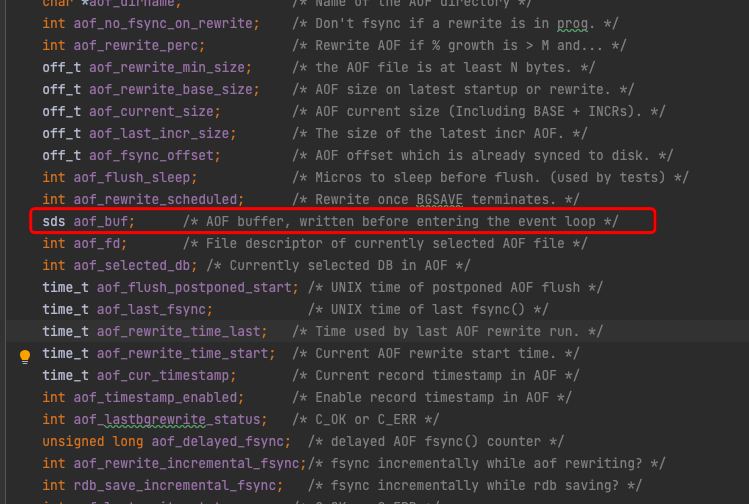 char *aof_dirname; /* Name of the AOF directory */
int aof_no_fsync_on_rewrite; /* Don't fsync if a rewrite is in prog. */
int aof_rewrite_perc; /* Rewrite AOF if % growth is > M and... */
off_t aof_rewrite_min_size; /* the AOF file is at least N bytes. */
off_t aof_rewrite_base_size; /* AOF size on latest startup or rewrite. */
off_t aof_current_size; /* AOF current size (Including BASE + INCRs). */
off_t aof_last_incr_size; /* The size of the latest incr AOF. */
off_t aof_fsync_offset; /* AOF offset which is already synced to disk. */
int aof_flush_sleep; /* Micros to sleep before flush. (used by tests) */
int aof_rewrite_scheduled; /* Rewrite once BGSAVE terminates. */
sds aof_buf; /* AOF buffer, written before entering the event loop */
int aof_fd; /* File descriptor of currently selected AOF file */
int aof_selected_db; /* Currently selected DB in AOF */
time_t aof_flush_postponed_start; /* UNIX time of postponed AOF flush */
time_t aof_last_fsync; /* UNIX time of last fsync() */
time_t aof_rewrite_time_last; /* Time used by last AOF rewrite run. */
time_t aof_rewrite_time_start; /* Current AOF rewrite start time. */
time_t aof_cur_timestamp; /* Current record timestamp in AOF */
int aof_timestamp_enabled; /* Enable record timestamp in AOF */
int aof_lastbgrewrite_status; /* C_OK or C_ERR */
unsigned long aof_delayed_fsync; /* delayed AOF fsync() counter */
int aof_rewrite_incremental_fsync;/* fsync incrementally while aof rewriting? */
int rdb_save_incremental_fsync; /* fsync incrementally while rdb saving? */